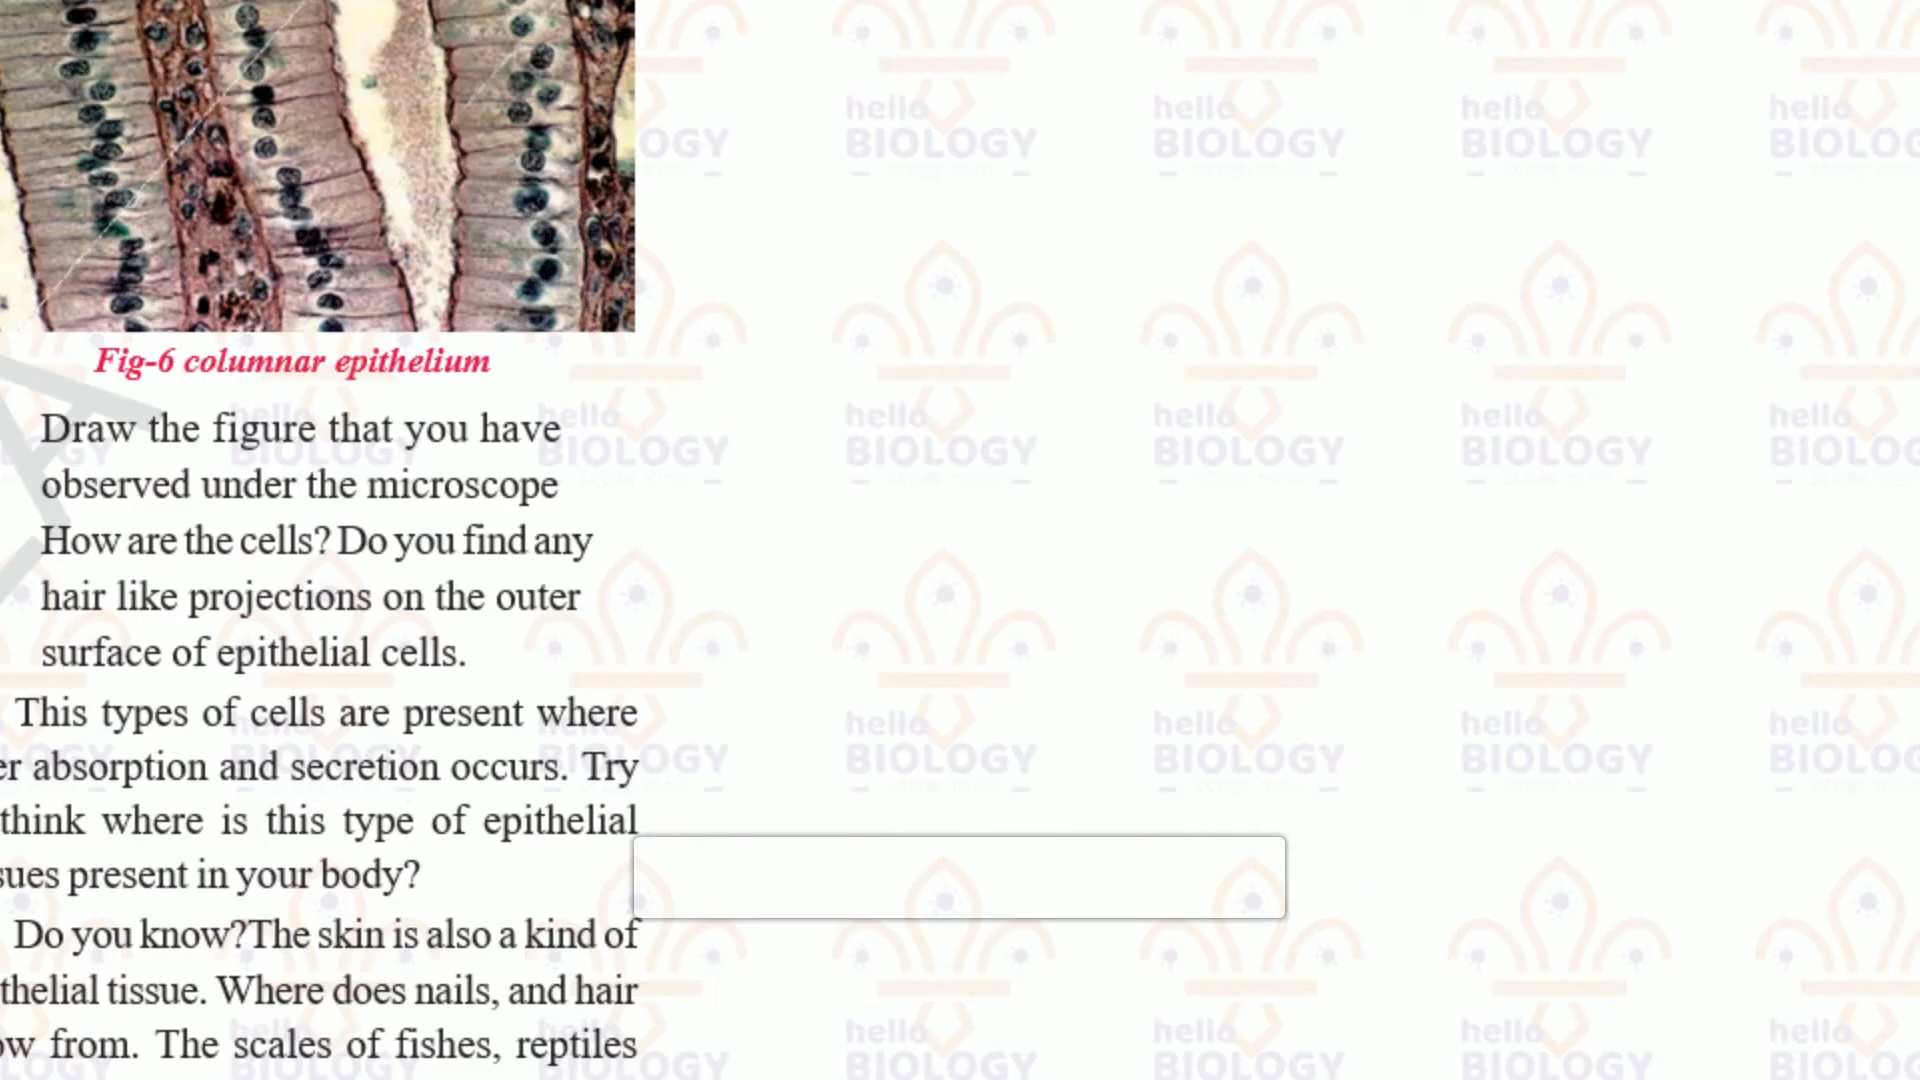 Fig-6 columnar epithelium
Draw the figure that you have
observed under the microscope
How are the cells? Do you find any
hair like projections on the outer
surface of epithelial cells.
This types of cells are present where
er absorption and secretion occurs. Try
think where is this type of epithelial
sues present in your body?
Do you know?The skin is also a kind of
thelial tissue. Where does nails, and hair
ow from. The scales of fishes, reptiles
hello
BIOLOGY